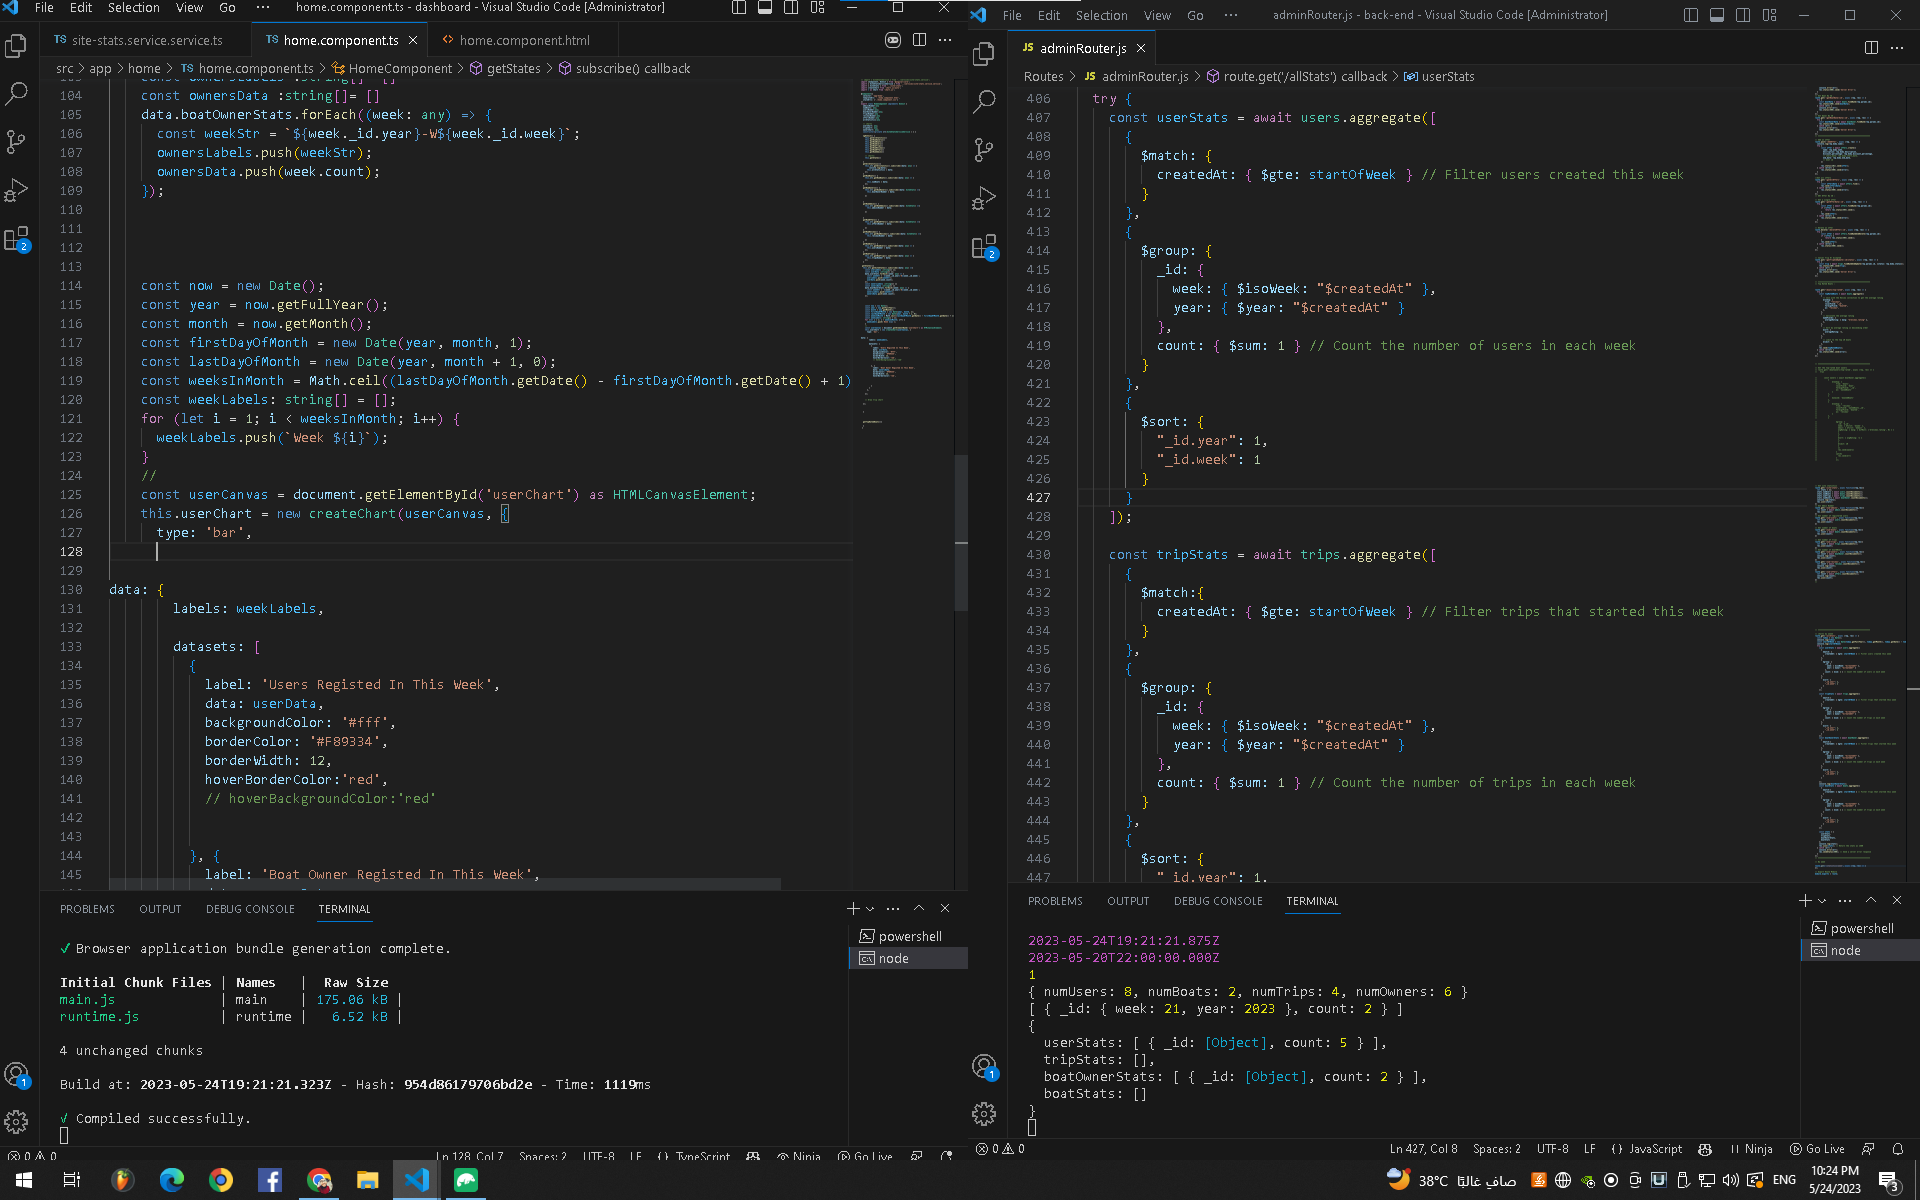 File Edit Selection View Go ··· home.component.ts - dashboard - Visual Studio Code [Administrator]
TS site-stats.service.service.ts
TS home.component.ts
<> home.component.html
src > app > home > TS home.component.ts > HomeComponent > getStates > subscribe() callback
104 const ownersData :string[]= []
105 data.boatOwnerStats.forEach((week: any) => {
106 const weekStr = `${week._id.year}-W${week._id.week}`;
107 ownersLabels.push(weekStr);
108 ownersData.push(week.count);
109 });
110
111
112
113
114 const now = new Date();
115 const year = now.getFullYear();
116 const month = now.getMonth();
117 const firstDayOfMonth = new Date(year, month, 1);
118 const lastDayOfMonth = new Date(year, month + 1, 0);
119 const weeksInMonth = Math.ceil((lastDayOfMonth.getDate() - firstDayOfMonth.getDate() + 1)
120 const weekLabels: string[] = [];
121 for (let i = 1; i < weeksInMonth; i++) {
122 weekLabels.push(`Week ${i}`);
123 }
124 //
125 const userCanvas = document.getElementById('userChart') as HTMLCanvasElement;
126 this.userChart = new createChart(userCanvas, {
127 type: 'bar',
128
129
130 data: {
131 labels: weekLabels,
132
133 datasets: [
134 {
135 label: 'Users Registed In This Week',
136 data: userData,
137 backgroundColor: '#fff',
138 borderColor: '#F89334',
139 borderWidth: 12,
140 hoverBorderColor:'red',
141 // hoverBackgroundColor:'red'
142
143
144 }, {
145 label: 'Boat Owner Registed In This Week',
PROBLEMS OUTPUT DEBUG CONSOLE TERMINAL
powershell
node
√ Browser application bundle generation complete.
Initial Chunk Files | Names | Raw Size
main.js | main | 175.06 kB |
runtime.js | runtime | 6.52 kB |
4 unchanged chunks
Build at: 2023-05-24T19:21:21.323Z - Hash: 954d86179706bd2e - Time: 1119ms
√ Compiled successfully.
0 0 Ln 128, Col 7 Spaces: 2 UTF-8 LF {} TypeScript Ninja Go Live
File Edit Selection View Go ··· adminRouter.js - back-end - Visual Studio Code [Administrator]
JS adminRouter.js
Routes > JS adminRouter.js > route.get('/allStats') callback > userStats
406 try {
407 const userStats = await users.aggregate([
408 {
409 $match: {
410 createdAt: { $gte: startOfWeek } // Filter users created this week
411 }
412 },
413 {
414 $group: {
415 _id: {
416 week: { $isoWeek: "$createdAt" },
417 year: { $year: "$createdAt" }
418 },
419 count: { $sum: 1 } // Count the number of users in each week
420 }
421 },
422 {
423 $sort: {
424 "_id.year": 1,
425 "_id.week": 1
426 }
427 }
428 ]);
429
430 const tripStats = await trips.aggregate([
431 {
432 $match:{
433 createdAt: { $gte: startOfWeek } // Filter trips that started this week
434 }
435 },
436 {
437 $group: {
438 _id: {
439 week: { $isoWeek: "$createdAt" },
440 year: { $year: "$createdAt" }
441 },
442 count: { $sum: 1 } // Count the number of trips in each week
443 }
444 },
445 {
446 $sort: {
447 "_id.year": 1,
PROBLEMS OUTPUT DEBUG CONSOLE TERMINAL
powershell
node
2023-05-24T19:21:21.875Z
2023-05-20T22:00:00.000Z
1
{ numUsers: 8, numBoats: 2, numTrips: 4, numOwners: 6 }
[ { _id: { week: 21, year: 2023 }, count: 2 } ]
{
userStats: [ { _id: [Object], count: 5 } ],
tripStats: [],
boatOwnerStats: [ { _id: [Object], count: 2 } ],
boatStats: []
}
0 0 Ln 427, Col 8 Spaces: 2 UTF-8 LF {} JavaScript Ninja Go Live
38°C صافٍ غالبًا ENG 10:24 PM
5/24/2023 3